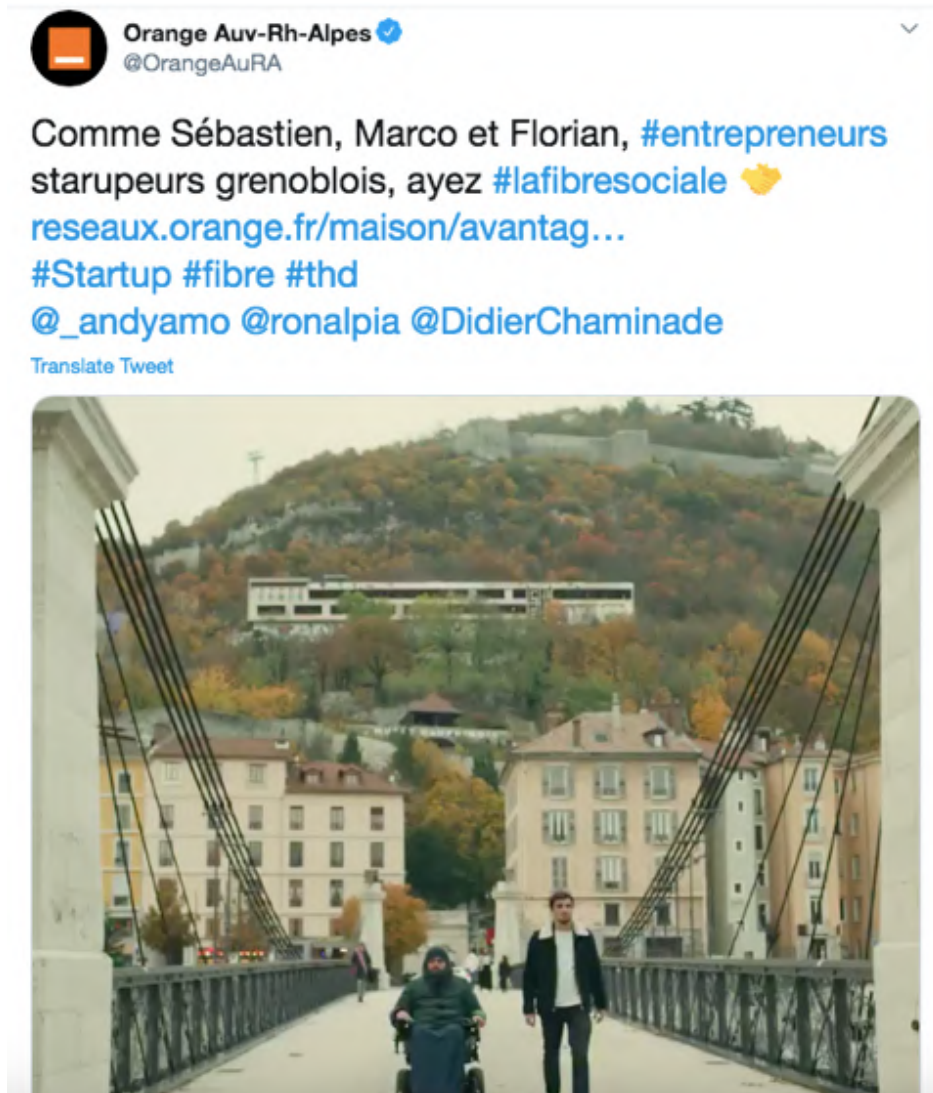 Orange Auv-Rh-Alpes
@OrangeAuRA
Comme Sébastien, Marco et Florian, #entrepreneurs
starupeurs grenoblois, ayez #lafibresociale 🤝
reseaux.orange.fr/maison/avantag...
#Startup #fibre #thd
@_andyamo @ronalpia @DidierChaminade
Translate Tweet